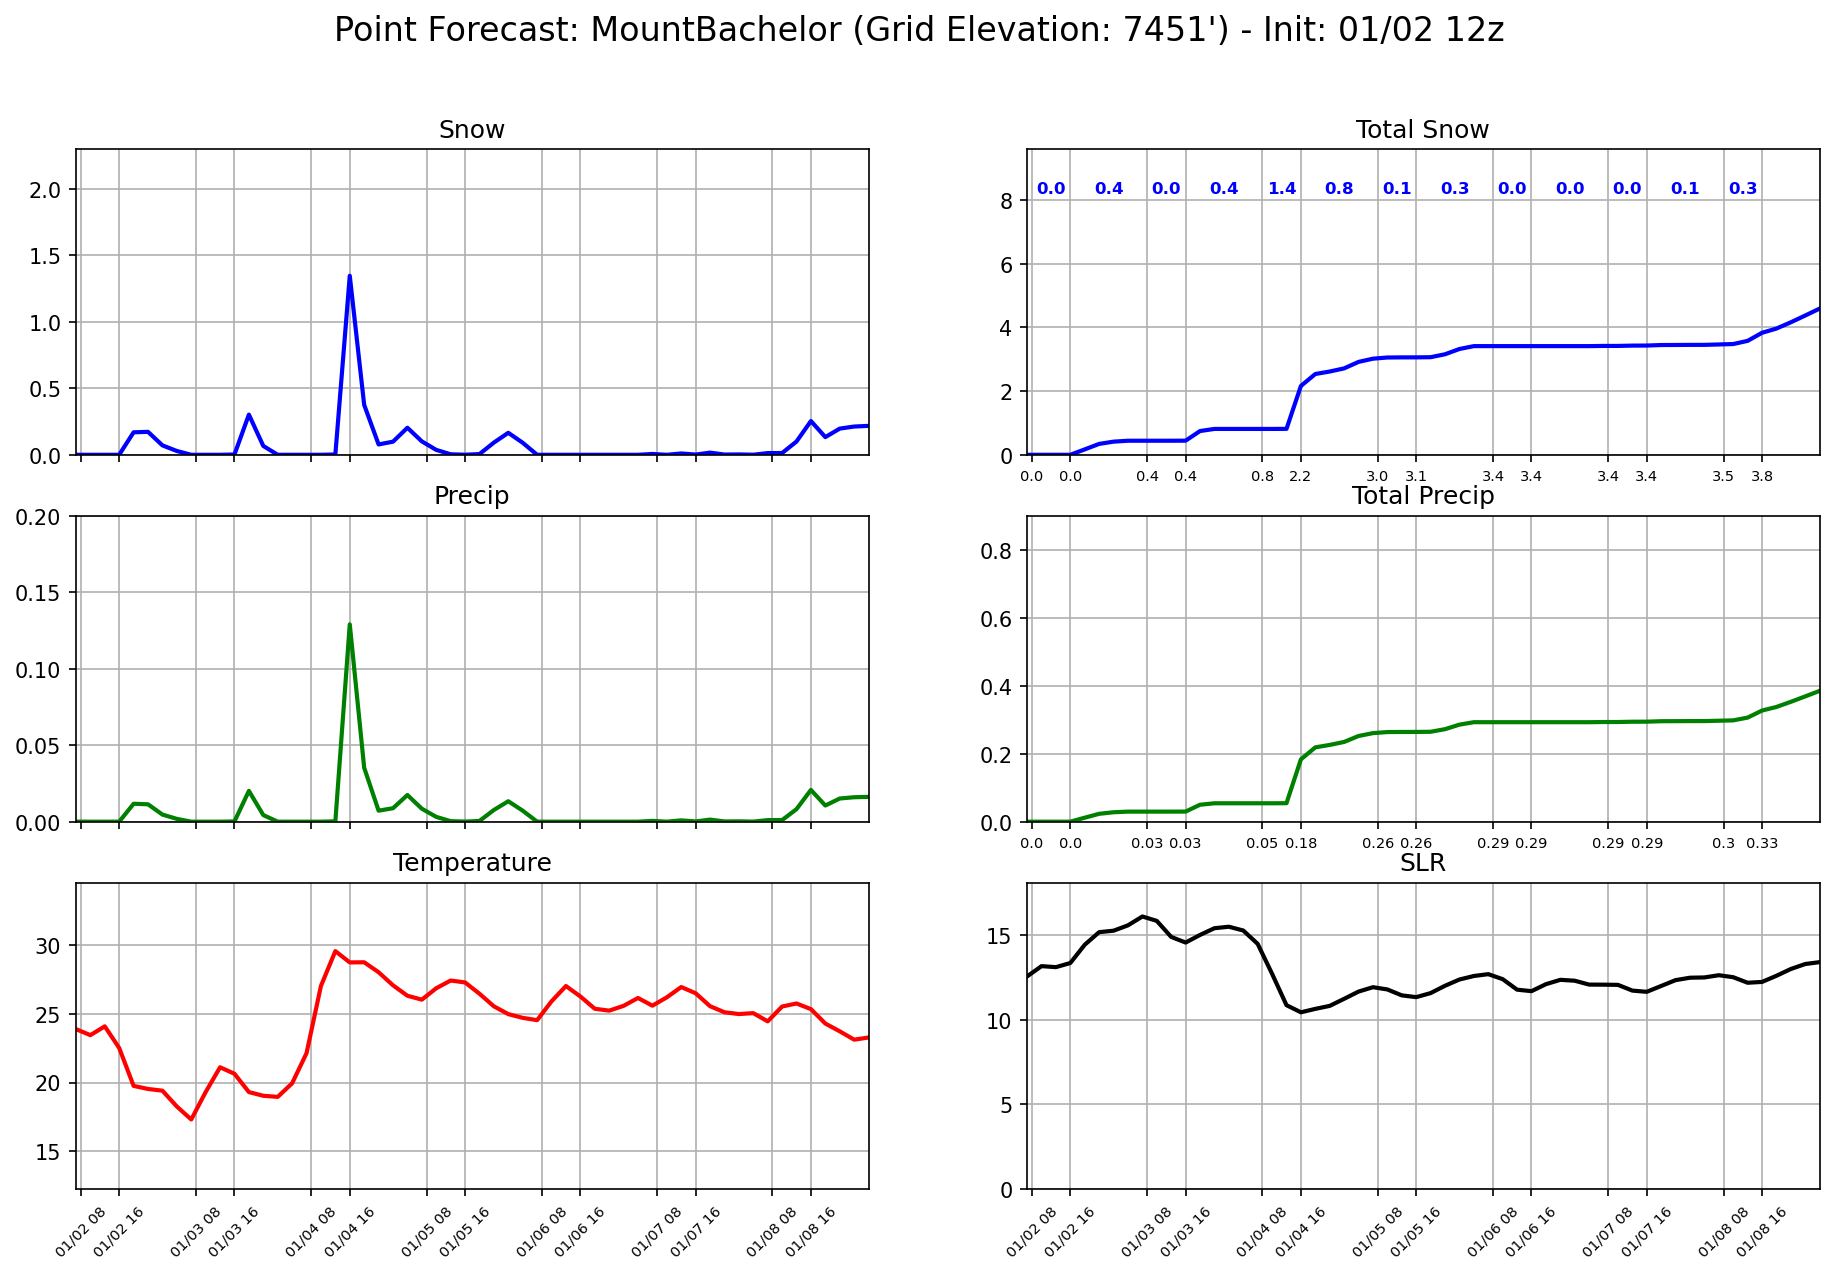 Point Forecast: MountBachelor (Grid Elevation: 7451') - Init: 01/02 12z
Snow
2.0
1.5
1.0
0.5
0.0
Total Snow
0.0 0.4 0.0 0.4 1.4 0.8 0.1 0.3 0.0 0.0 0.0 0.1 0.3
8
6
4
2
0
0.0 0.0 0.4 0.4 0.8 2.2 3.0 3.1 3.4 3.4 3.4 3.4 3.5 3.8
Precip
0.20
0.15
0.10
0.05
0.00
Total Precip
0.8
0.6
0.4
0.2
0.0
0.0 0.0 0.03 0.03 0.05 0.18 0.26 0.26 0.29 0.29 0.29 0.29 0.3 0.33
Temperature
30
25
20
15
01/02 08 01/02 16 01/03 08 01/03 16 01/04 08 01/04 16 01/05 08 01/05 16 01/06 08 01/06 16 01/07 08 01/07 16 01/08 08 01/08 16
SLR
15
10
5
0
01/02 08 01/02 16 01/03 08 01/03 16 01/04 08 01/04 16 01/05 08 01/05 16 01/06 08 01/06 16 01/07 08 01/07 16 01/08 08 01/08 16